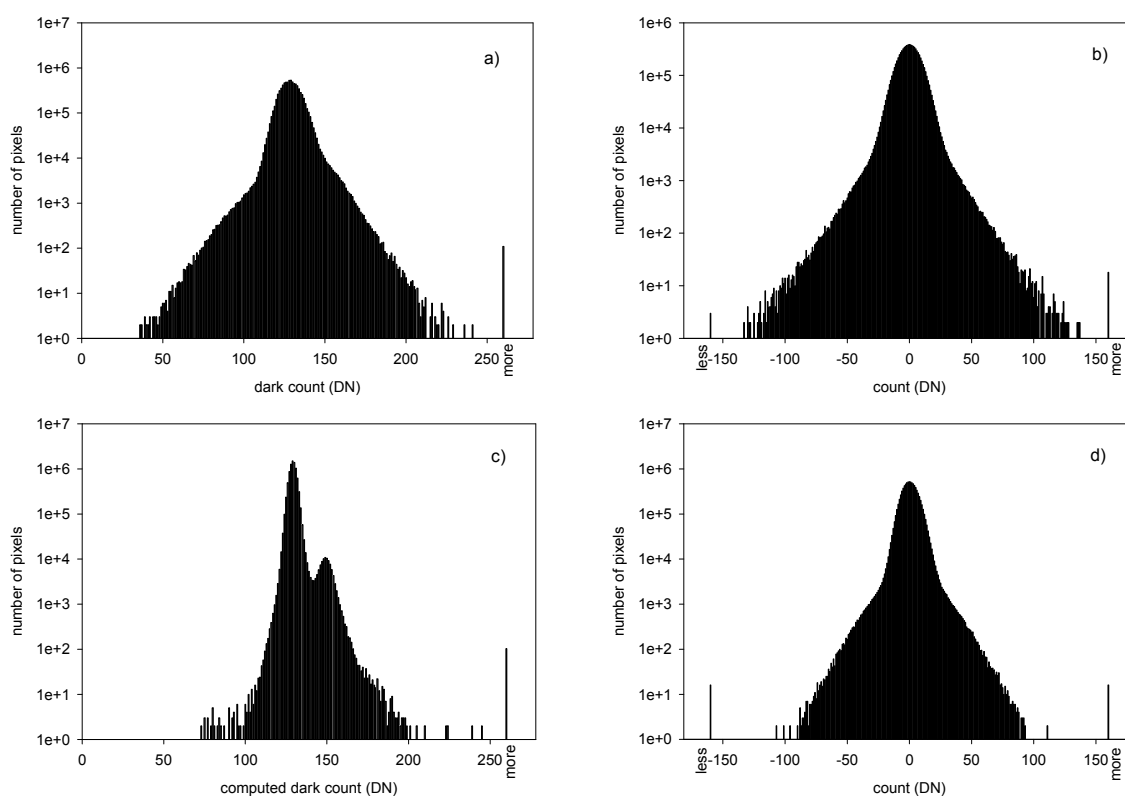 1e+7
1e+6
1e+5
1e+4
1e+3
1e+2
1e+1
1e+0
number of pixels
a)
0 50 100 150 200 250 more
dark count (DN)
1e+6
1e+5
1e+4
1e+3
1e+2
1e+1
1e+0
number of pixels
b)
less -150 -100 -50 0 50 100 150 more
count (DN)
1e+7
1e+6
1e+5
1e+4
1e+3
1e+2
1e+1
1e+0
number of pixels
c)
0 50 100 150 200 250 more
computed dark count (DN)
1e+7
1e+6
1e+5
1e+4
1e+3
1e+2
1e+1
1e+0
number of pixels
d)
less -150 -100 -50 0 50 100 150 more
count (DN)